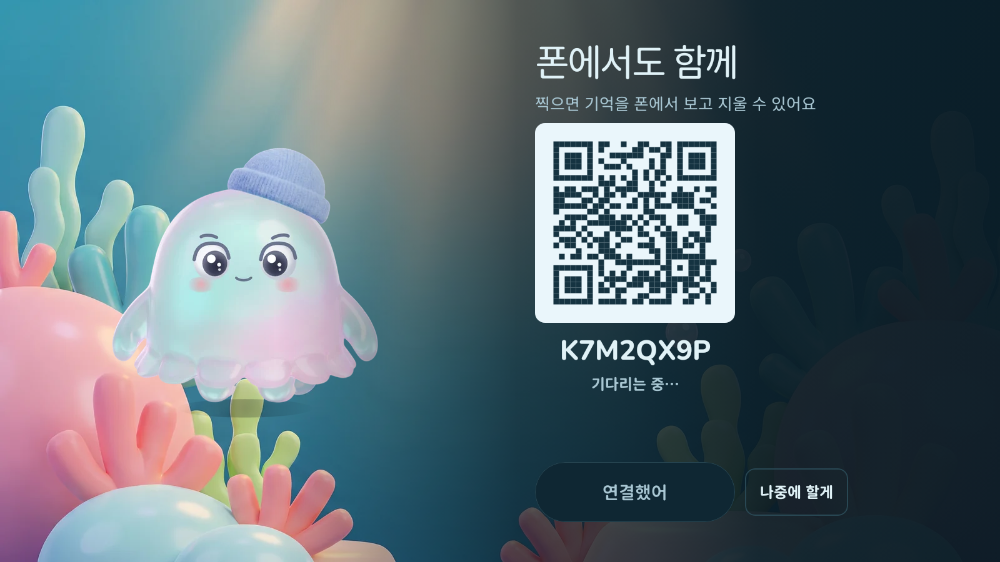 폰에서도 함께
찍으면 기억을 폰에서 보고 지울 수 있어요
K7M2QX9P
기다리는 중…
연결했어
나중에 할게